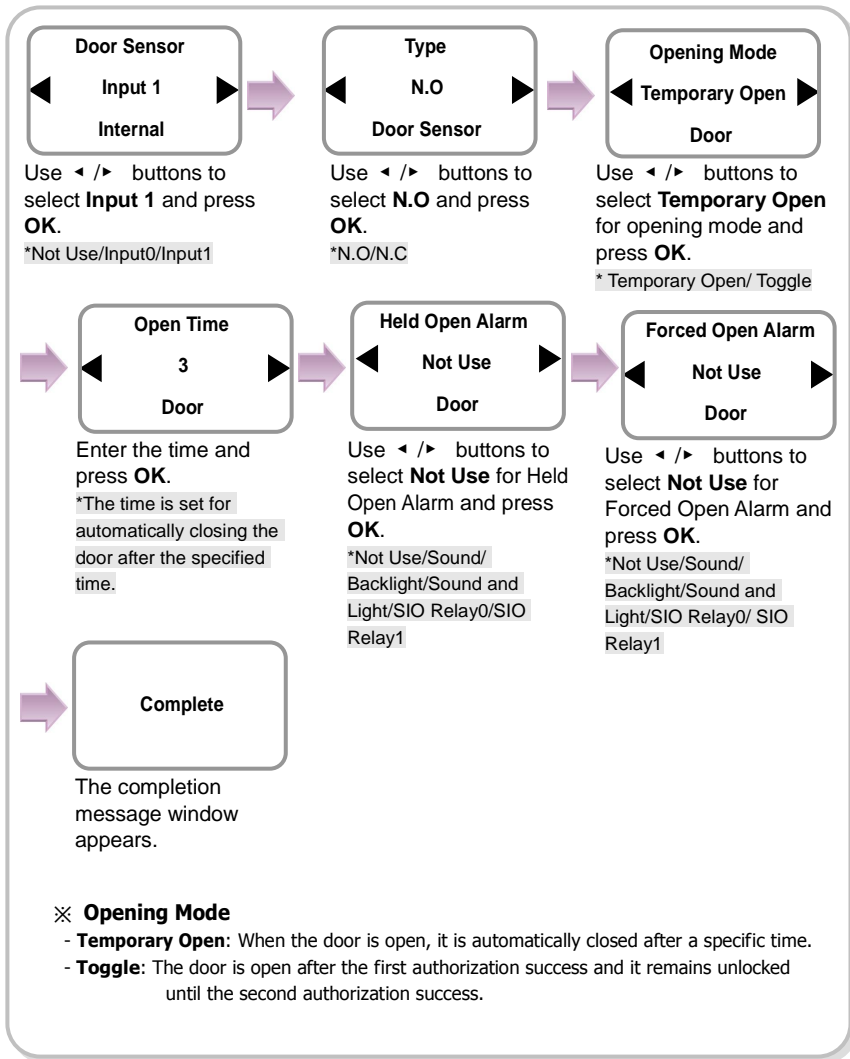 Door Sensor
Input 1
Internal
Use ◄ /► buttons to
select Input 1 and press
OK.
*Not Use/Input0/Input1
Type
N.O
Door Sensor
Use ◄ /► buttons to
select N.O and press
OK.
*N.O/N.C
Opening Mode
Temporary Open
Door
Use ◄ /► buttons to
select Temporary Open
for opening mode and
press OK.
* Temporary Open/ Toggle
Open Time
3
Door
Enter the time and
press OK.
*The time is set for
automatically closing the
door after the specified
time.
Held Open Alarm
Not Use
Door
Use ◄ /► buttons to
select Not Use for Held
Open Alarm and press
OK.
*Not Use/Sound/
Backlight/Sound and
Light/SIO Relay0/SIO
Relay1
Forced Open Alarm
Not Use
Door
Use ◄ /► buttons to
select Not Use for
Forced Open Alarm and
press OK.
*Not Use/Sound/
Backlight/Sound and
Light/SIO Relay0/ SIO
Relay1
Complete
The completion
message window
appears.
※ Opening Mode
- Temporary Open: When the door is open, it is automatically closed after a specific time.
- Toggle: The door is open after the first authorization success and it remains unlocked
until the second authorization success.